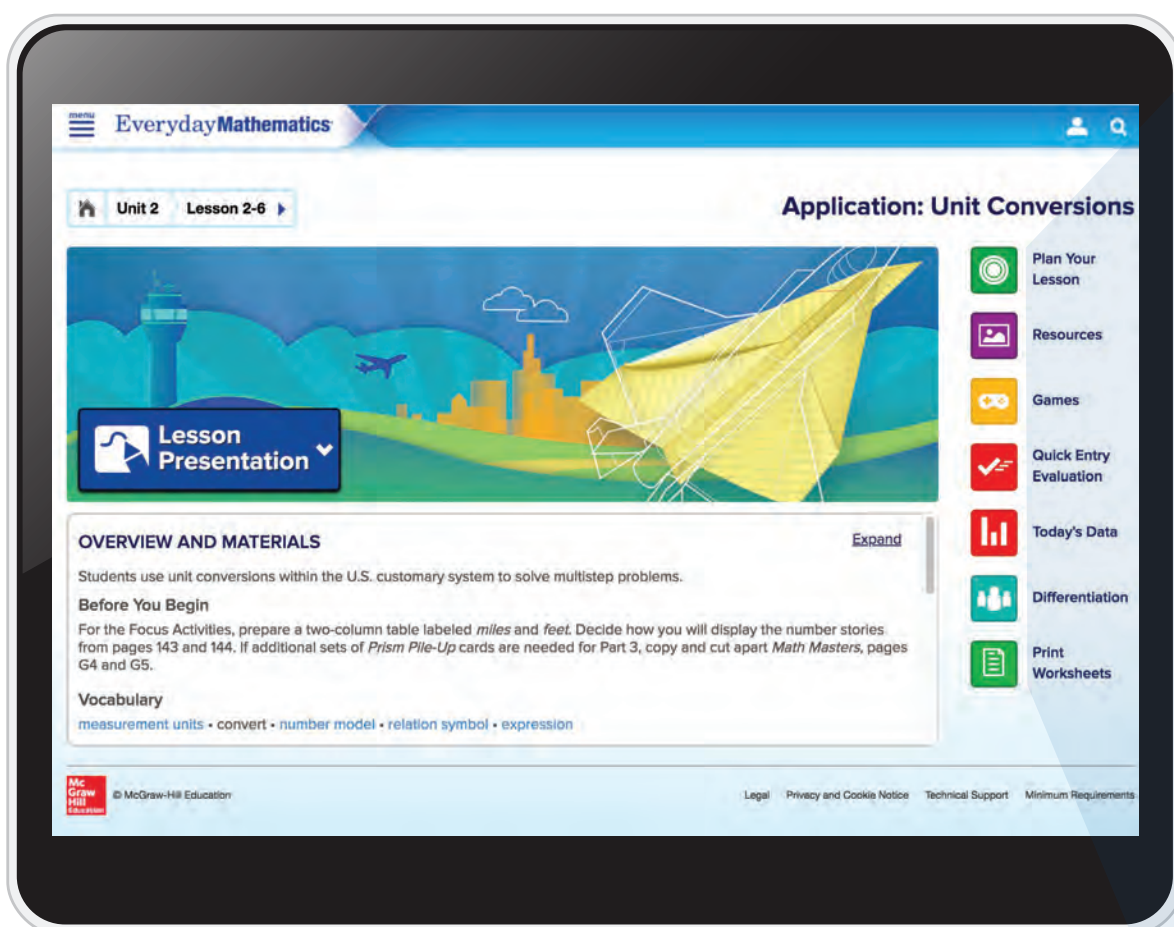 menu
EverydayMathematics
Unit 2 Lesson 2-6
Application: Unit Conversions
Lesson
Presentation
Plan Your
Lesson
Resources
Games
Quick Entry
Evaluation
Today's Data
Differentiation
Print
Worksheets
OVERVIEW AND MATERIALS
Expand
Students use unit conversions within the U.S. customary system to solve multistep problems.
Before You Begin
For the Focus Activities, prepare a two-column table labeled miles and feet. Decide how you will display the number stories
from pages 143 and 144. If additional sets of Prism Pile-Up cards are needed for Part 3, copy and cut apart Math Masters, pages
G4 and G5.
Vocabulary
measurement units • convert • number model • relation symbol • expression
Mc
Graw
Hill
Education
© McGraw-Hill Education
Legal Privacy and Cookie Notice Technical Support Minimum Requirements